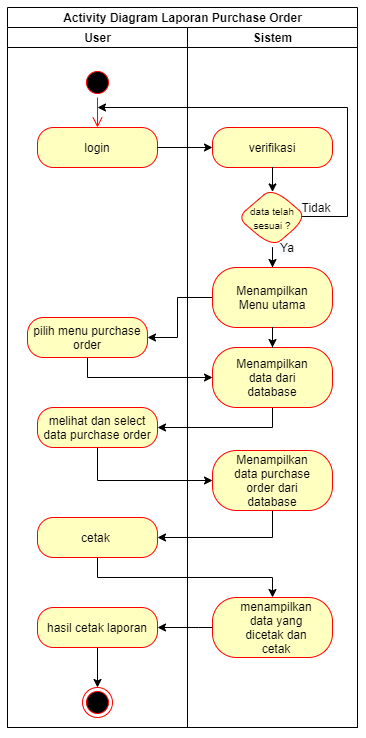 Activity Diagram Laporan Purchase Order
User
Sistem
login
verifikasi
data telah
sesuai ?
Tidak
Ya
Menampilkan
Menu utama
pilih menu purchase
order
Menampilkan
data dari
database
melihat dan select
data purchase order
Menampilkan
data purchase
order dari
database
cetak
menampilkan
data yang
dicetak dan
cetak
hasil cetak laporan